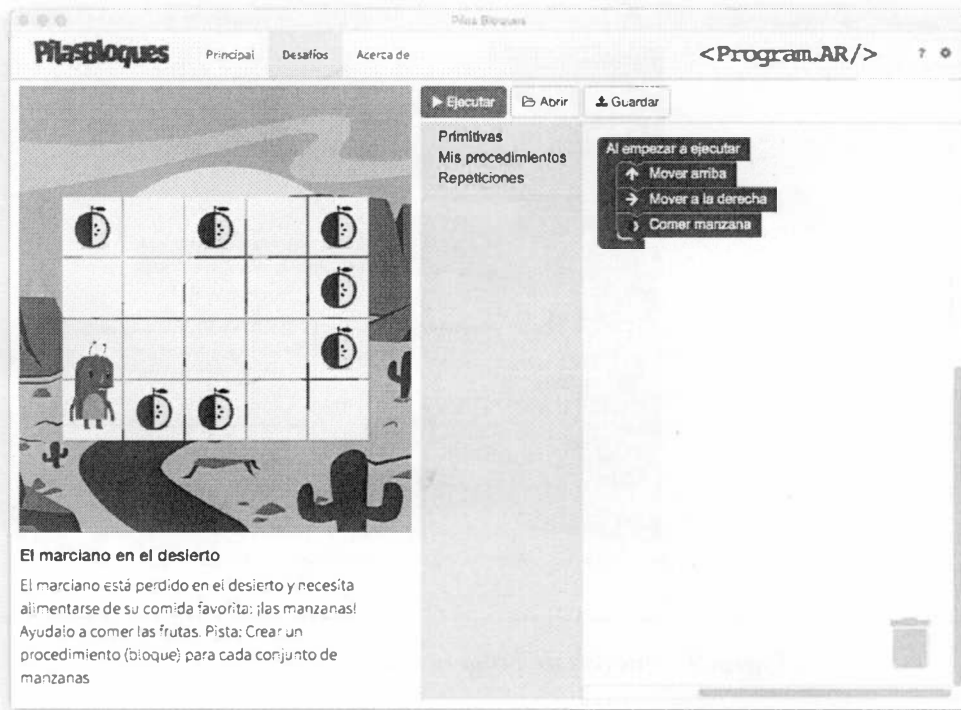 Pilas Bloques
PilasBloques
Principal
Desafíos
Acerca de
<Program.AR/>
?
Ejecutar
Abrir
Guardar
Primitivas
Mis procedimientos
Repeticiones
Al empezar a ejecutar
Mover arriba
Mover a la derecha
Comer manzana
El marciano en el desierto
El marciano está perdido en el desierto y necesita
alimentarse de su comida favorita: ¡las manzanas!
Ayudalo a comer las frutas. Pista: Crear un
procedimiento (bloque) para cada conjunto de
manzanas